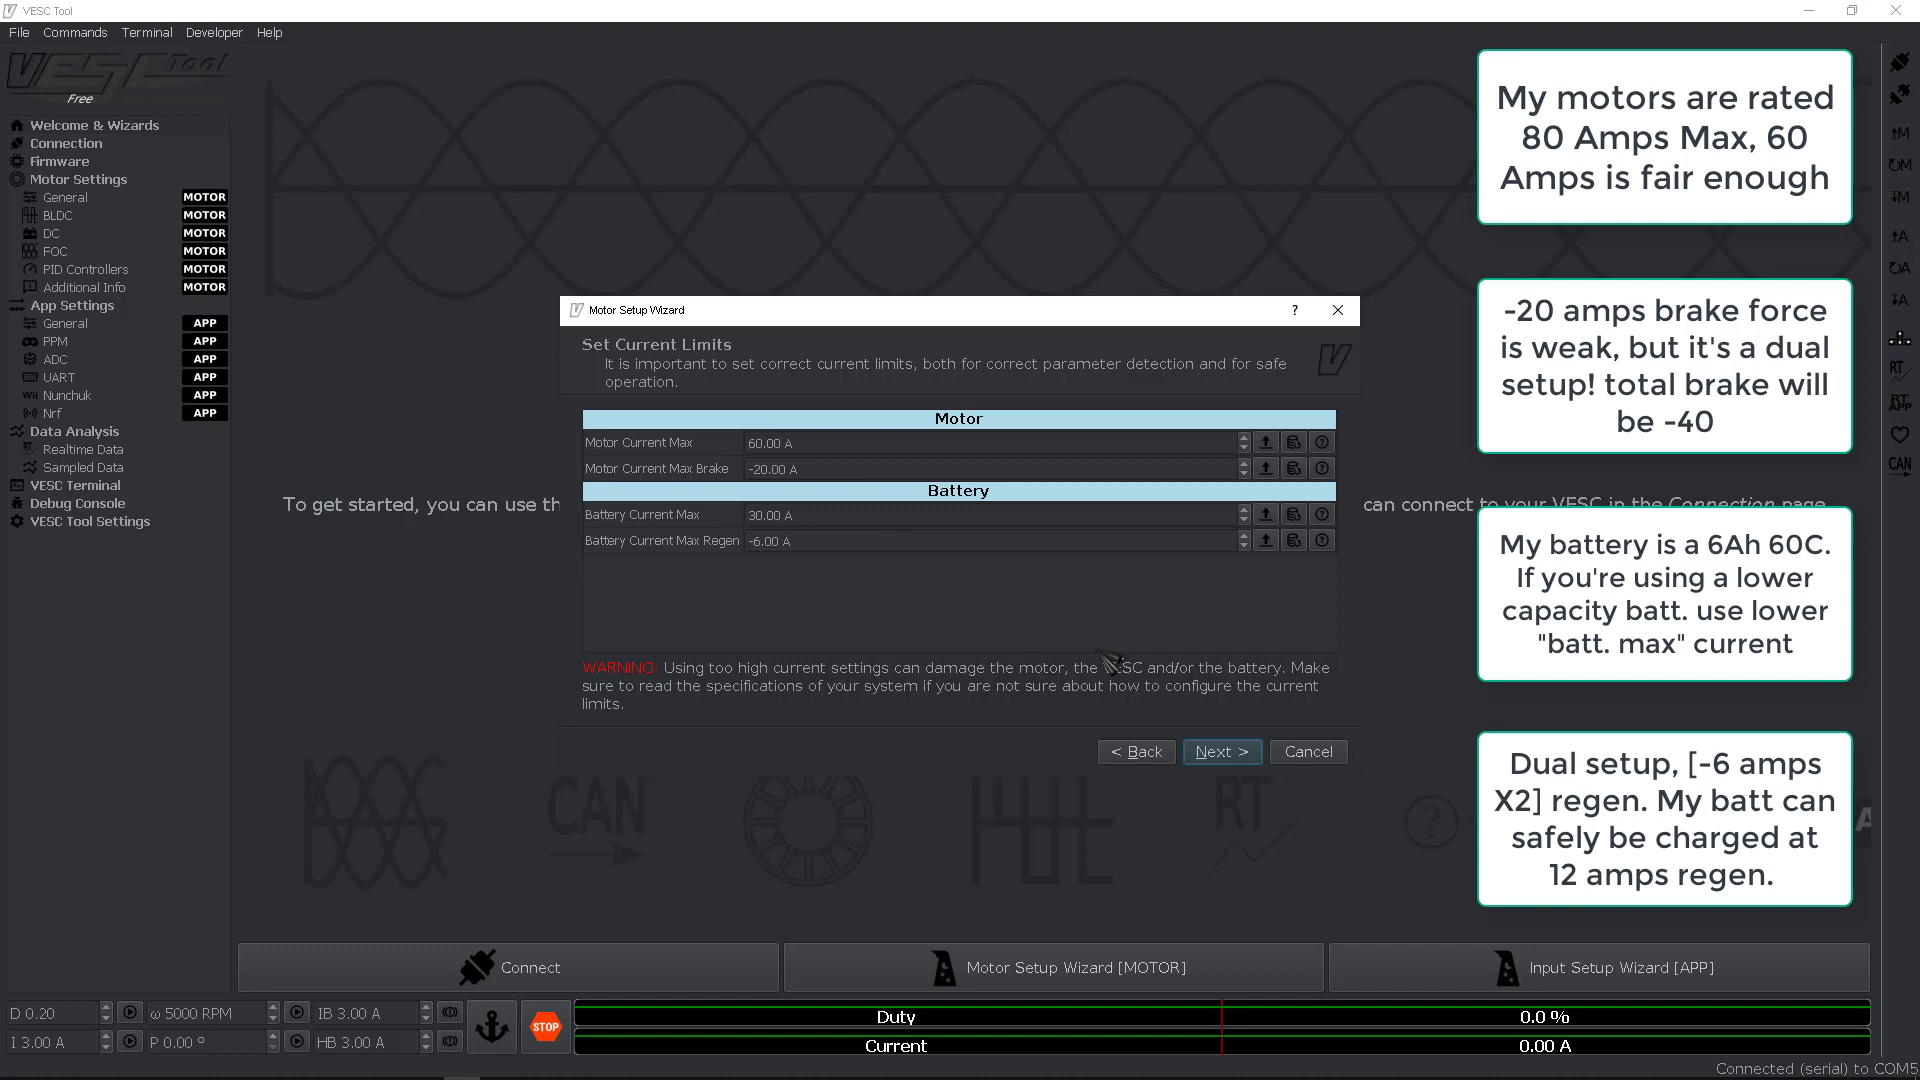 VESC Tool
File Commands Terminal Developer Help
VESC Tool
Free
Welcome & Wizards
Connection
Firmware
Motor Settings
General MOTOR
BLDC MOTOR
DC MOTOR
FOC MOTOR
PID Controllers MOTOR
Additional Info MOTOR
App Settings
General APP
PPM APP
ADC APP
UART APP
Wii Nunchuk APP
Nrf APP
Data Analysis
RT Realtime Data
Sampled Data
VESC Terminal
Debug Console
VESC Tool Settings
To get started, you can use th
can connect to your VESC in the Connection page.
Motor Setup Wizard
?
Set Current Limits
It is important to set correct current limits, both for correct parameter detection and for safe
operation.
Motor
Motor Current Max 60.00 A
Motor Current Max Brake -20.00 A
Battery
Battery Current Max 30.00 A
Battery Current Max Regen -6.00 A
WARNING: Using too high current settings can damage the motor, the VESC and/or the battery. Make
sure to read the specifications of your system if you are not sure about how to configure the current
limits.
< Back Next > Cancel
My motors are rated
80 Amps Max, 60
Amps is fair enough
-20 amps brake force
is weak, but it's a dual
setup! total brake will
be -40
My battery is a 6Ah 60C.
If you're using a lower
capacity batt. use lower
"batt. max" current
Dual setup, [-6 amps
X2] regen. My batt can
safely be charged at
12 amps regen.
CAN
RT
?
A
M
M
M
A
A
A
RT
RT
APP
CAN
Connect
Motor Setup Wizard [MOTOR]
Input Setup Wizard [APP]
D 0.20 ω 5000 RPM IB 3.00 A
I 3.00 A P 0.00 ° HB 3.00 A
STOP
Duty 0.0 %
Current 0.00 A
Connected (serial) to COM5